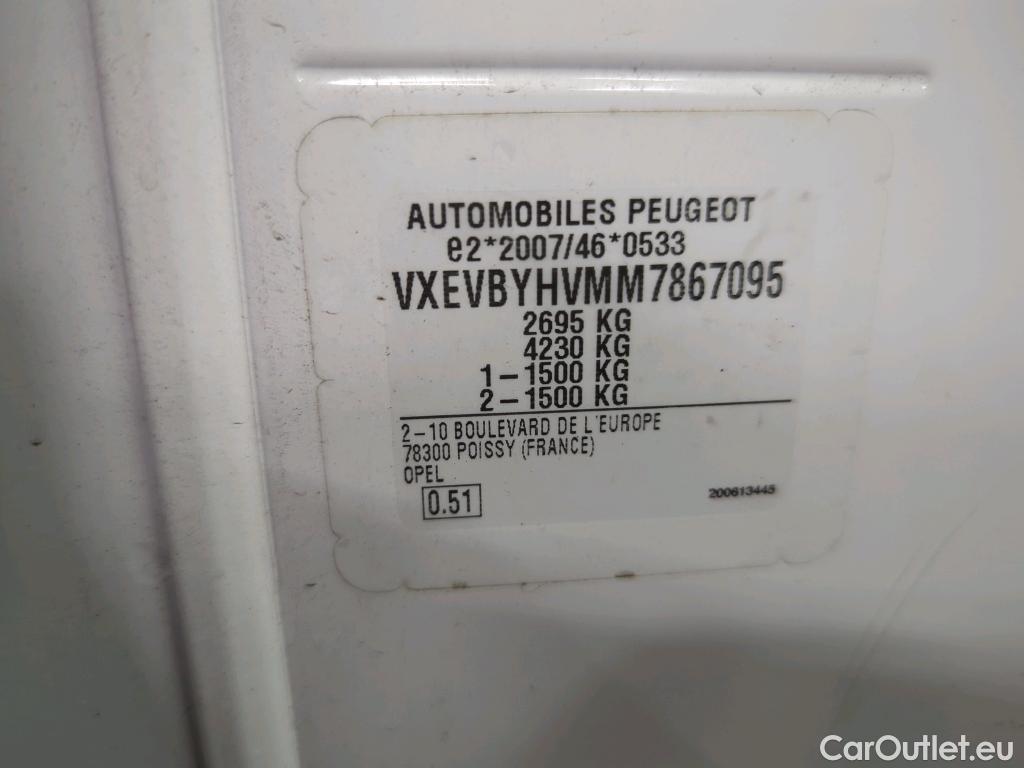 AUTOMOBILES PEUGEOT
e2*2007/46*0533
VXEVBYHVMM7867095
2695 KG
4230 KG
1-1500 KG
2-1500 KG
2-10 BOULEVARD DE L'EUROPE
78300 POISSY (FRANCE)
OPEL
0.51
200613445
CarOutlet.eu